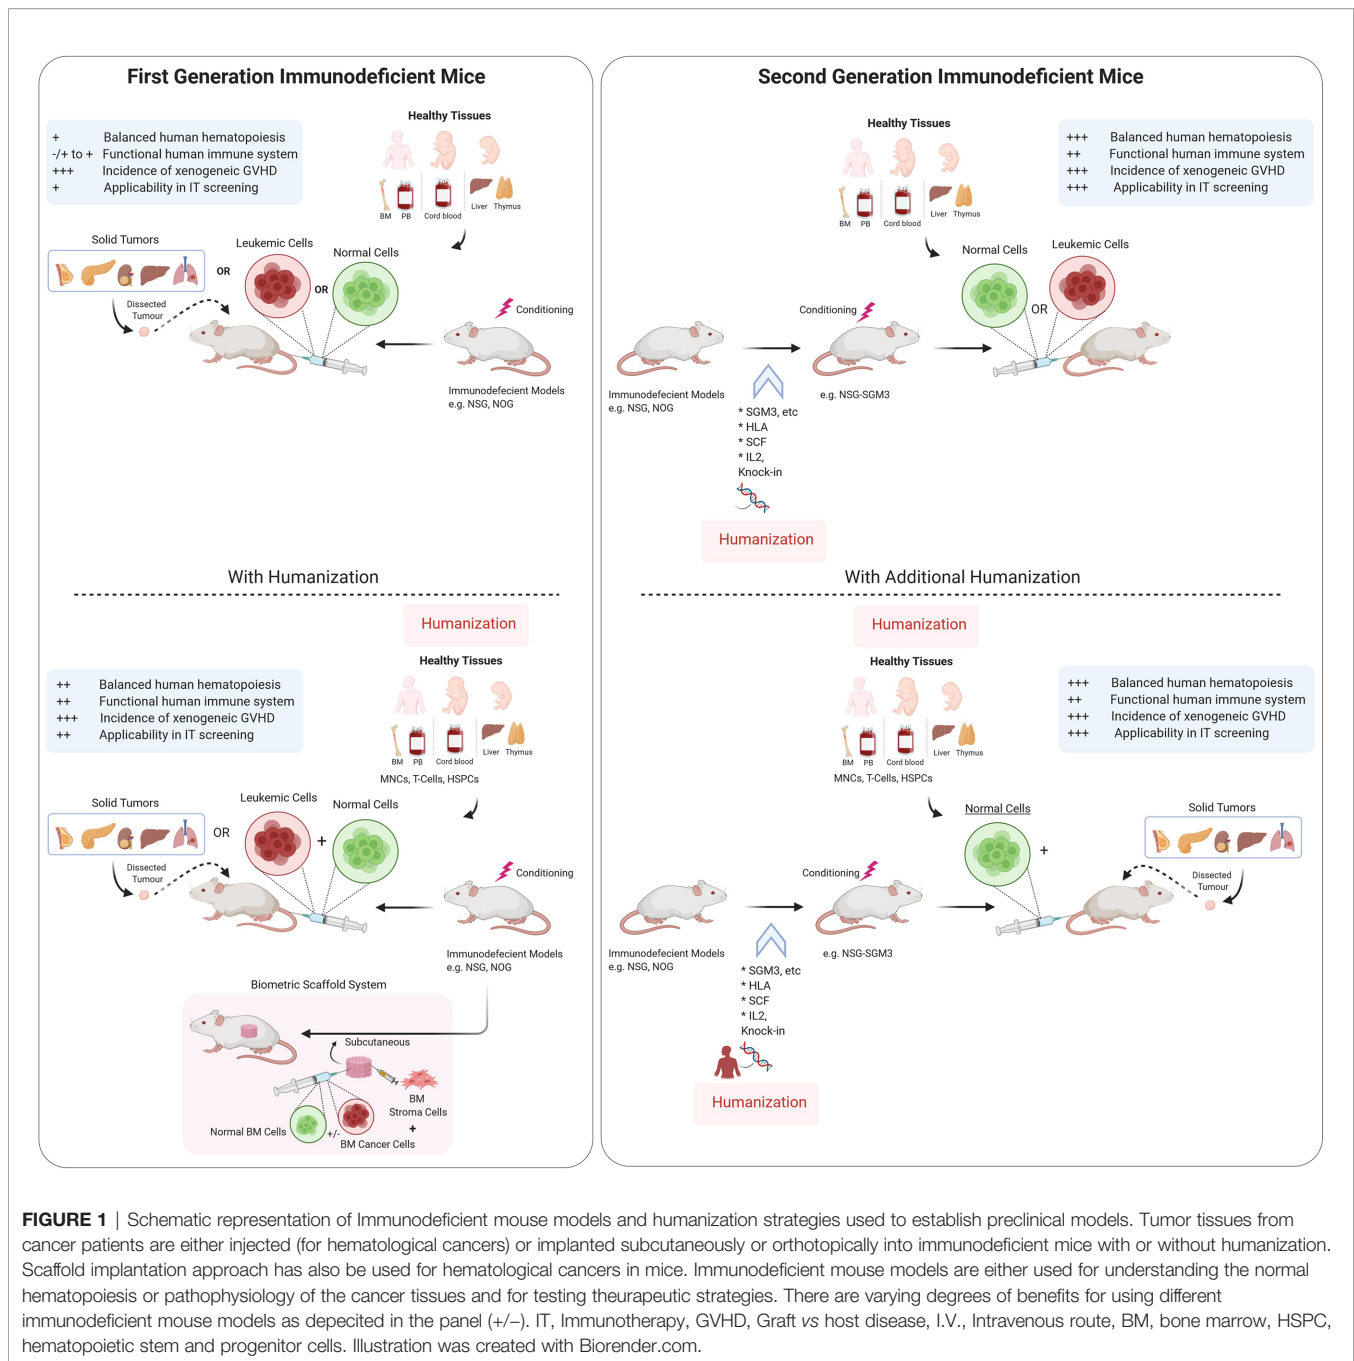 First Generation Immunodeficient Mice
+ Balanced human hematopoiesis
-/+ to + Functional human immune system
+++ Incidence of xenogeneic GVHD
+ Applicability in IT screening
Healthy Tissues
BM PB Cord blood Liver Thymus
Solid Tumors
OR
Leukemic Cells
OR
Normal Cells
Dissected
Tumour
Conditioning
Immunodefecient Models
e.g. NSG, NOG
With Humanization
Humanization
Healthy Tissues
++ Balanced human hematopoiesis
++ Functional human immune system
+++ Incidence of xenogeneic GVHD
++ Applicability in IT screening
BM PB Cord blood Liver Thymus
MNCs, T-Cells, HSPCs
Solid Tumors
OR
Leukemic Cells
+
Normal Cells
Dissected
Tumour
Conditioning
Immunodefecient Models
e.g. NSG, NOG
Biometric Scaffold System
Subcutaneous
BM
Stroma Cells
+
Normal BM Cells
+/-
BM Cancer Cells
Second Generation Immunodeficient Mice
Healthy Tissues
BM PB Cord blood Liver Thymus
+++ Balanced human hematopoiesis
++ Functional human immune system
+++ Incidence of xenogeneic GVHD
+++ Applicability in IT screening
Normal Cells
OR
Leukemic Cells
Conditioning
Immunodefecient Models
e.g. NSG, NOG
e.g. NSG-SGM3
* SGM3, etc
* HLA
* SCF
* IL2,
Knock-in
Humanization
With Additional Humanization
Humanization
Healthy Tissues
BM PB Cord blood Liver Thymus
MNCs, T-Cells, HSPCs
+++ Balanced human hematopoiesis
++ Functional human immune system
+++ Incidence of xenogeneic GVHD
+++ Applicability in IT screening
Normal Cells
+
Solid Tumors
Dissected
Tumour
Conditioning
Immunodefecient Models
e.g. NSG, NOG
e.g. NSG-SGM3
* SGM3, etc
* HLA
* SCF
* IL2,
Knock-in
Humanization
FIGURE 1 | Schematic representation of Immunodeficient mouse models and humanization strategies used to establish preclinical models. Tumor tissues from
cancer patients are either injected (for hematological cancers) or implanted subcutaneously or orthotopically into immunodeficient mice with or without humanization.
Scaffold implantation approach has also be used for hematological cancers in mice. Immunodeficient mouse models are either used for understanding the normal
hematopoiesis or pathophysiology of the cancer tissues and for testing theurapeutic strategies. There are varying degrees of benefits for using different
immunodeficient mouse models as depecited in the panel (+/–). IT, Immunotherapy, GVHD, Graft vs host disease, I.V., Intravenous route, BM, bone marrow, HSPC,
hematopoietic stem and progenitor cells. Illustration was created with Biorender.com.